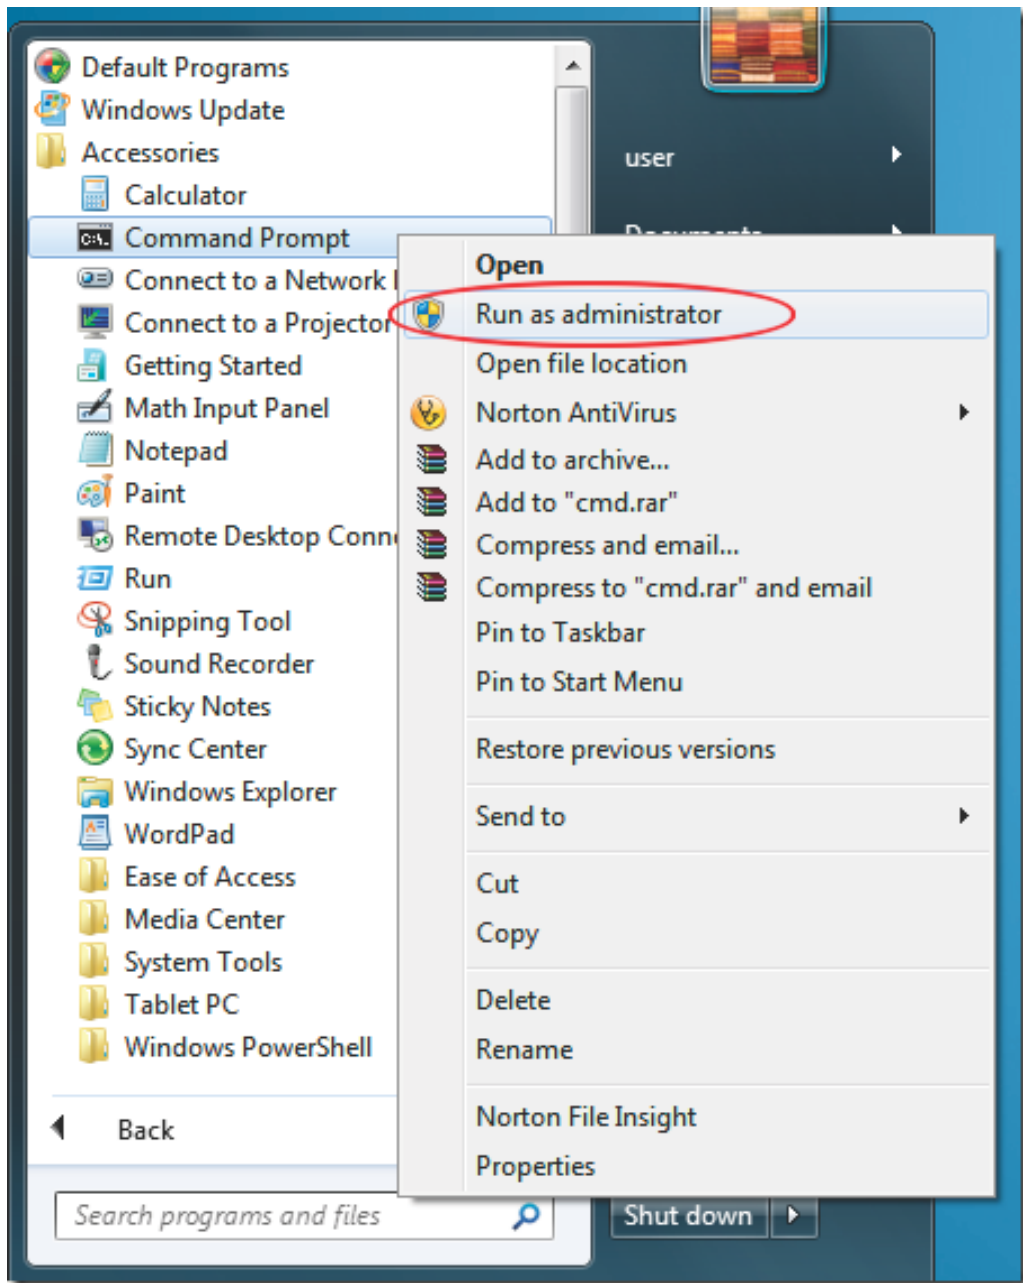 Default Programs
Windows Update
Accessories
Calculator
C:\.
Command Prompt
Connect to a Network
Connect to a Projector
Getting Started
Math Input Panel
Notepad
Paint
Remote Desktop Conn
Run
Snipping Tool
Sound Recorder
Sticky Notes
Sync Center
Windows Explorer
WordPad
Ease of Access
Media Center
System Tools
Tablet PC
Windows PowerShell
Back
Search programs and files
user
Documents
Open
Run as administrator
Open file location
Norton AntiVirus
Add to archive...
Add to "cmd.rar"
Compress and email...
Compress to "cmd.rar" and email
Pin to Taskbar
Pin to Start Menu
Restore previous versions
Send to
Cut
Copy
Delete
Rename
Norton File Insight
Properties
Shut down